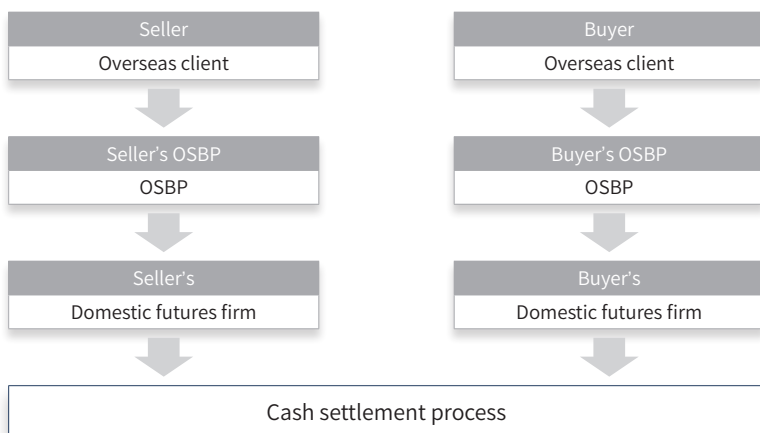 Seller
Overseas client
Buyer
Overseas client
Seller's OSBP
OSBP
Buyer's OSBP
OSBP
Seller's
Domestic futures firm
Buyer's
Domestic futures firm
Cash settlement process